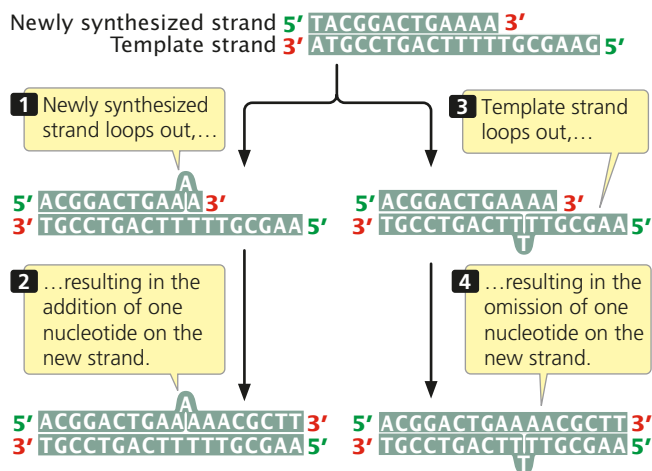 Newly synthesized strand 5′ TACGGACTGAAAA 3′
Template strand 3′ ATGCCTGACTTTTTGCGAAG 5′
1 Newly synthesized
strand loops out,…
3 Template strand
loops out,…
A
5′ ACGGACTGAAA 3′
3′ TGCCTGACTTTTTGCGAA 5′
5′ ACGGACTGAAAA 3′
3′ TGCCTGACTTTTGCGAA 5′
T
2 …resulting in the
addition of one
nucleotide on the
new strand.
4 …resulting in the
omission of one
nucleotide on the
new strand.
A
5′ ACGGACTGAAAAACGCTT 3′
3′ TGCCTGACTTTTTGCGAA 5′
5′ ACGGACTGAAAACGCTT 3′
3′ TGCCTGACTTTTGCGAA 5′
T